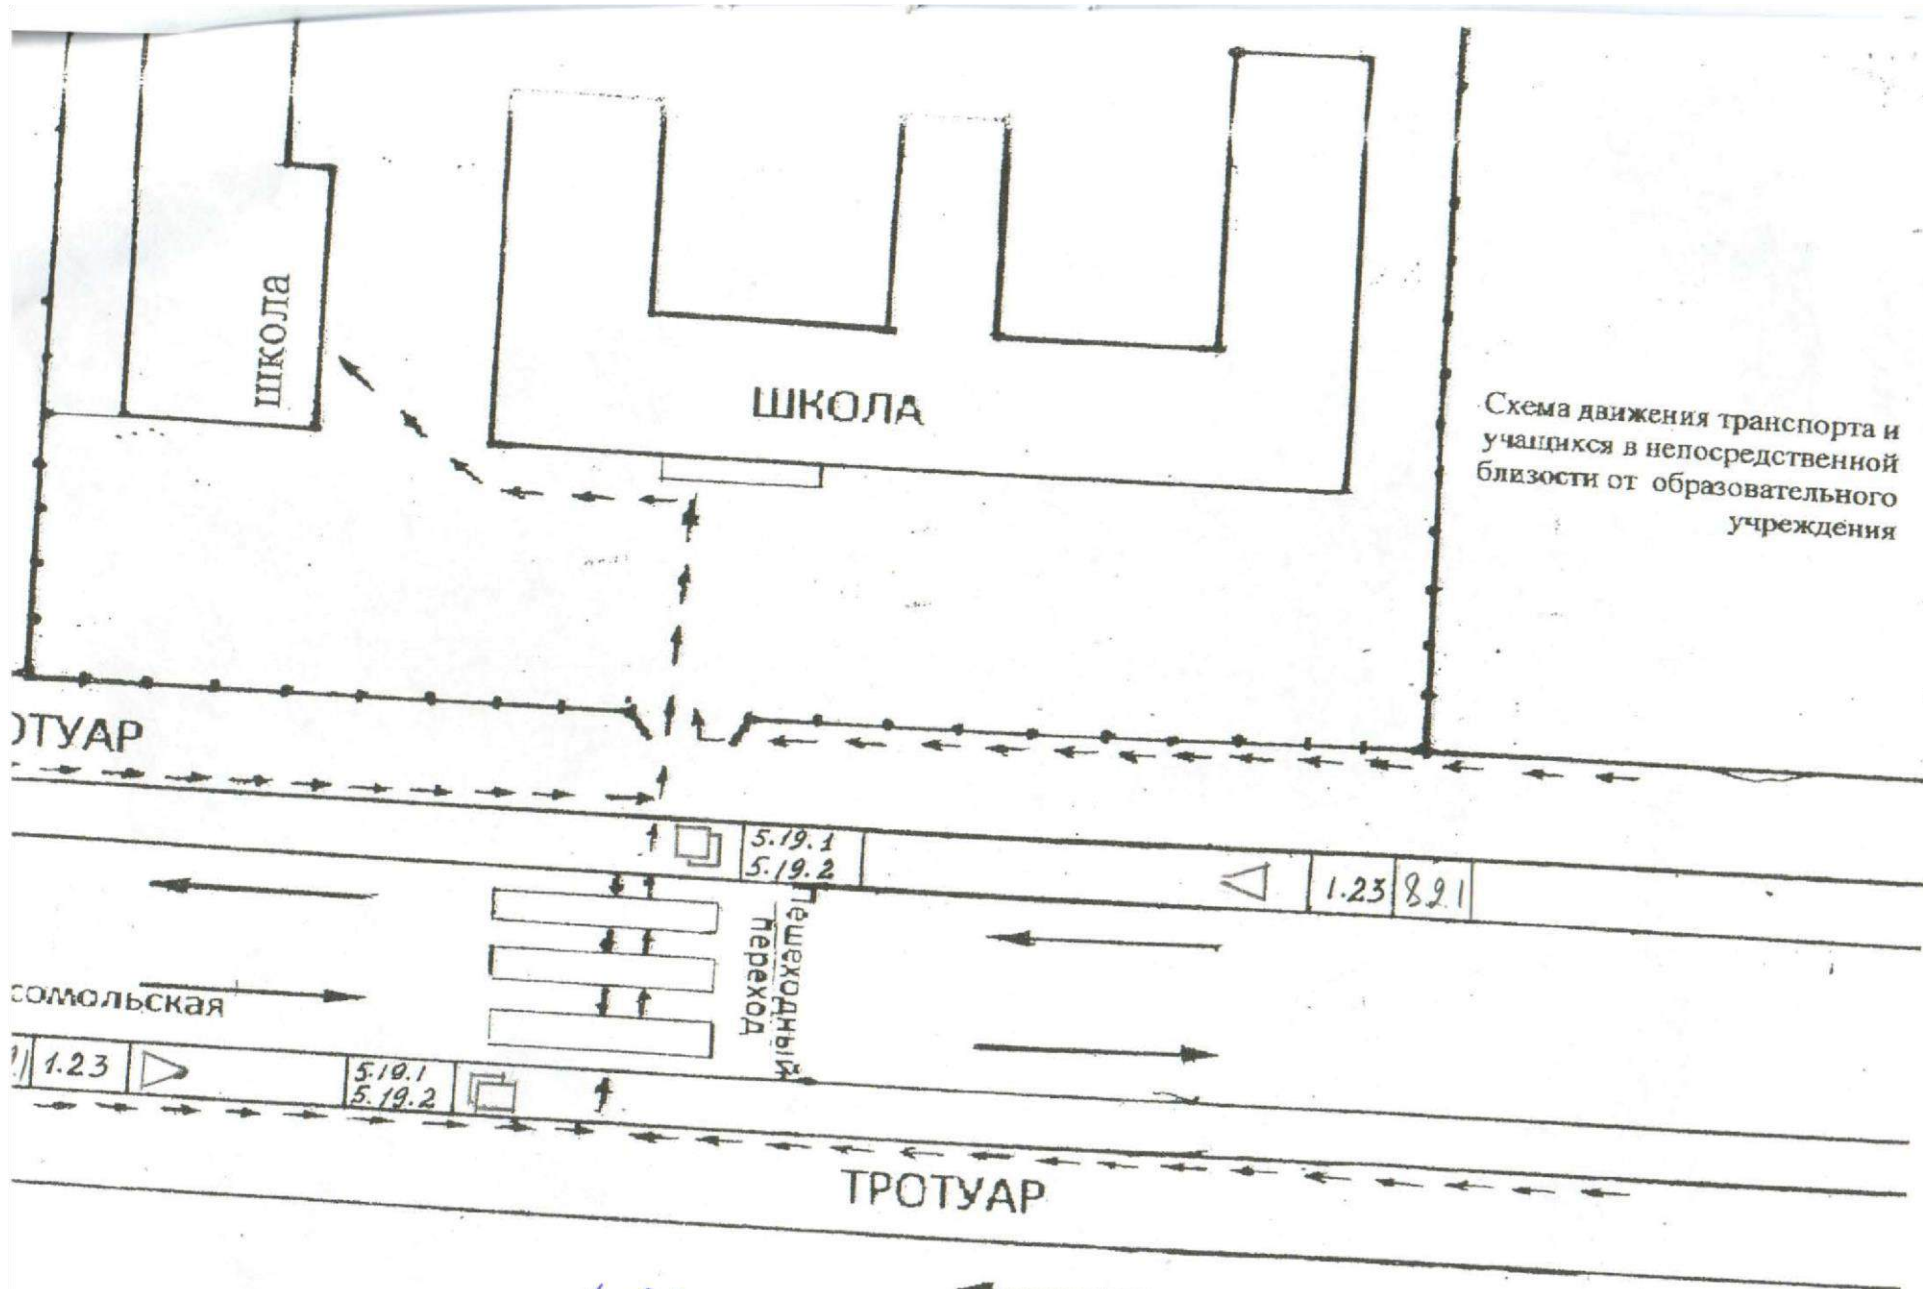 школа
ШКОЛА
Схема движения транспорта и
учащихся в непосредственной
близости от образовательного
учреждения
ОТУАР
5.19.1
5.19.2
1.23
8 2 1
Пешеходный
Переход
сомольская
1.23
5.19.1
5.19.2
ТРОТУАР